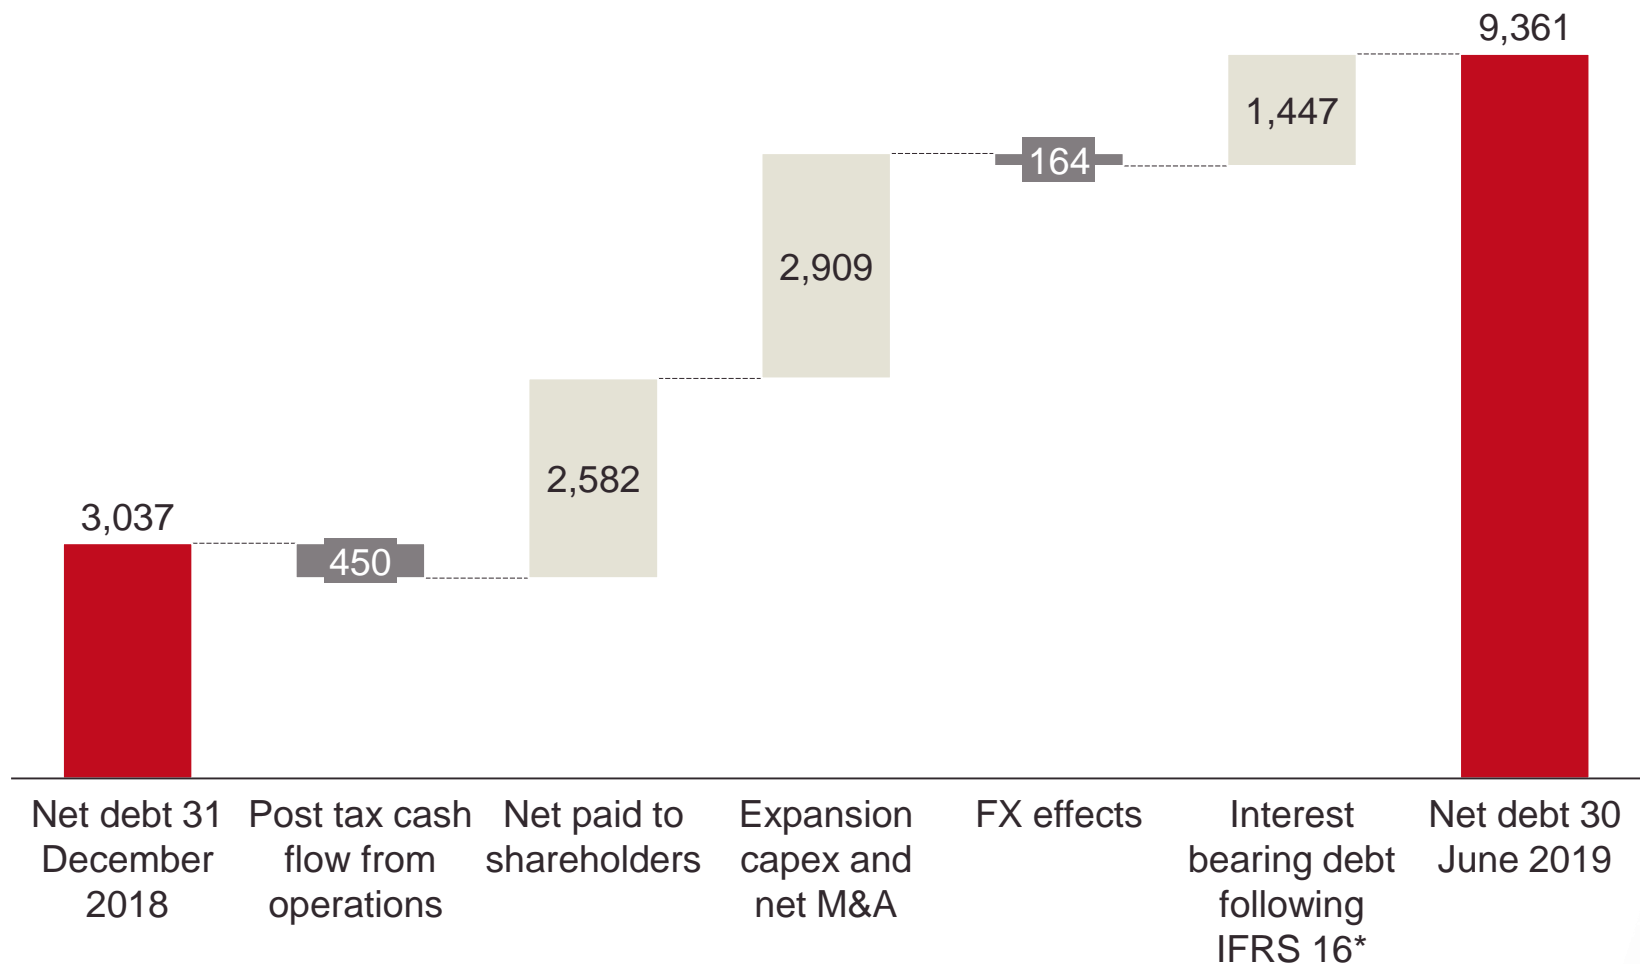 9,361
1,447
164
2,909
2,582
3,037
450
Net debt 31
December
2018
Post tax cash
flow from
operations
Net paid to
shareholders
Expansion
capex and
net M&A
FX effects
Interest
bearing debt
following
IFRS 16*
Net debt 30
June 2019